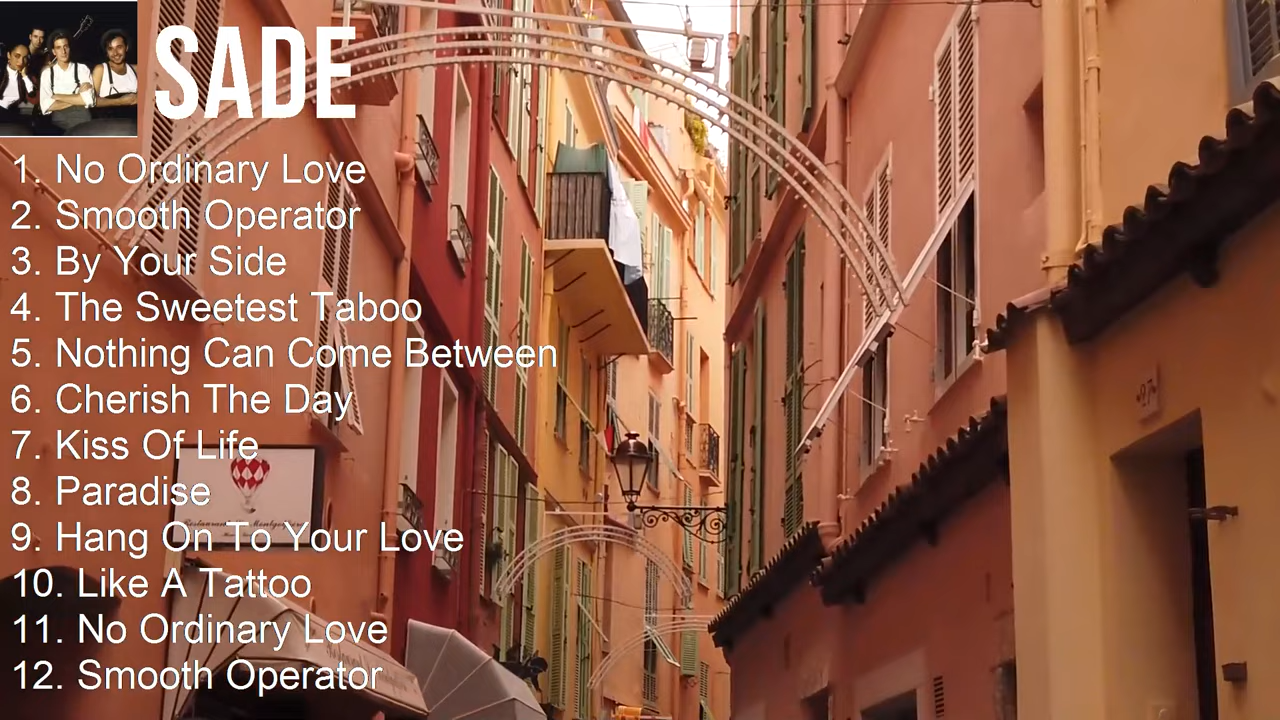 SADE
1. No Ordinary Love
2. Smooth Operator
3. By Your Side
4. The Sweetest Taboo
5. Nothing Can Come Between
6. Cherish The Day
7. Kiss Of Life
8. Paradise
9. Hang On To Your Love
10. Like A Tattoo
11. No Ordinary Love
12. Smooth Operator
27